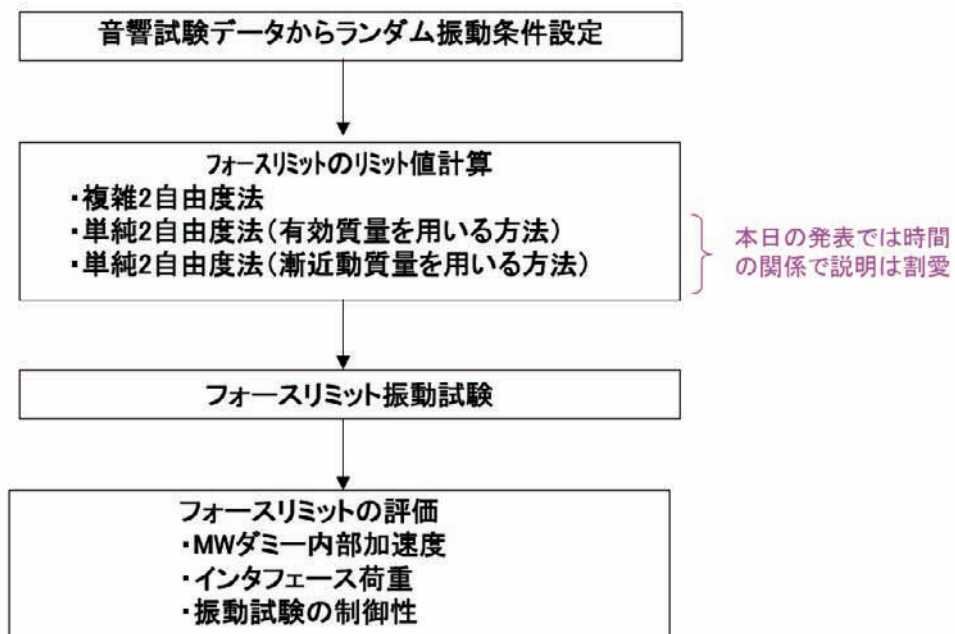 音響試験データからランダム振動条件設定
フォースリミットのリミット値計算
・複雑2自由度法
・単純2自由度法(有効質量を用いる方法)
・単純2自由度法(漸近動質量を用いる方法)
本日の発表では時間
の関係で説明は割愛
フォースリミット振動試験
フォースリミットの評価
・MWダミー内部加速度
・インタフェース荷重
・振動試験の制御性